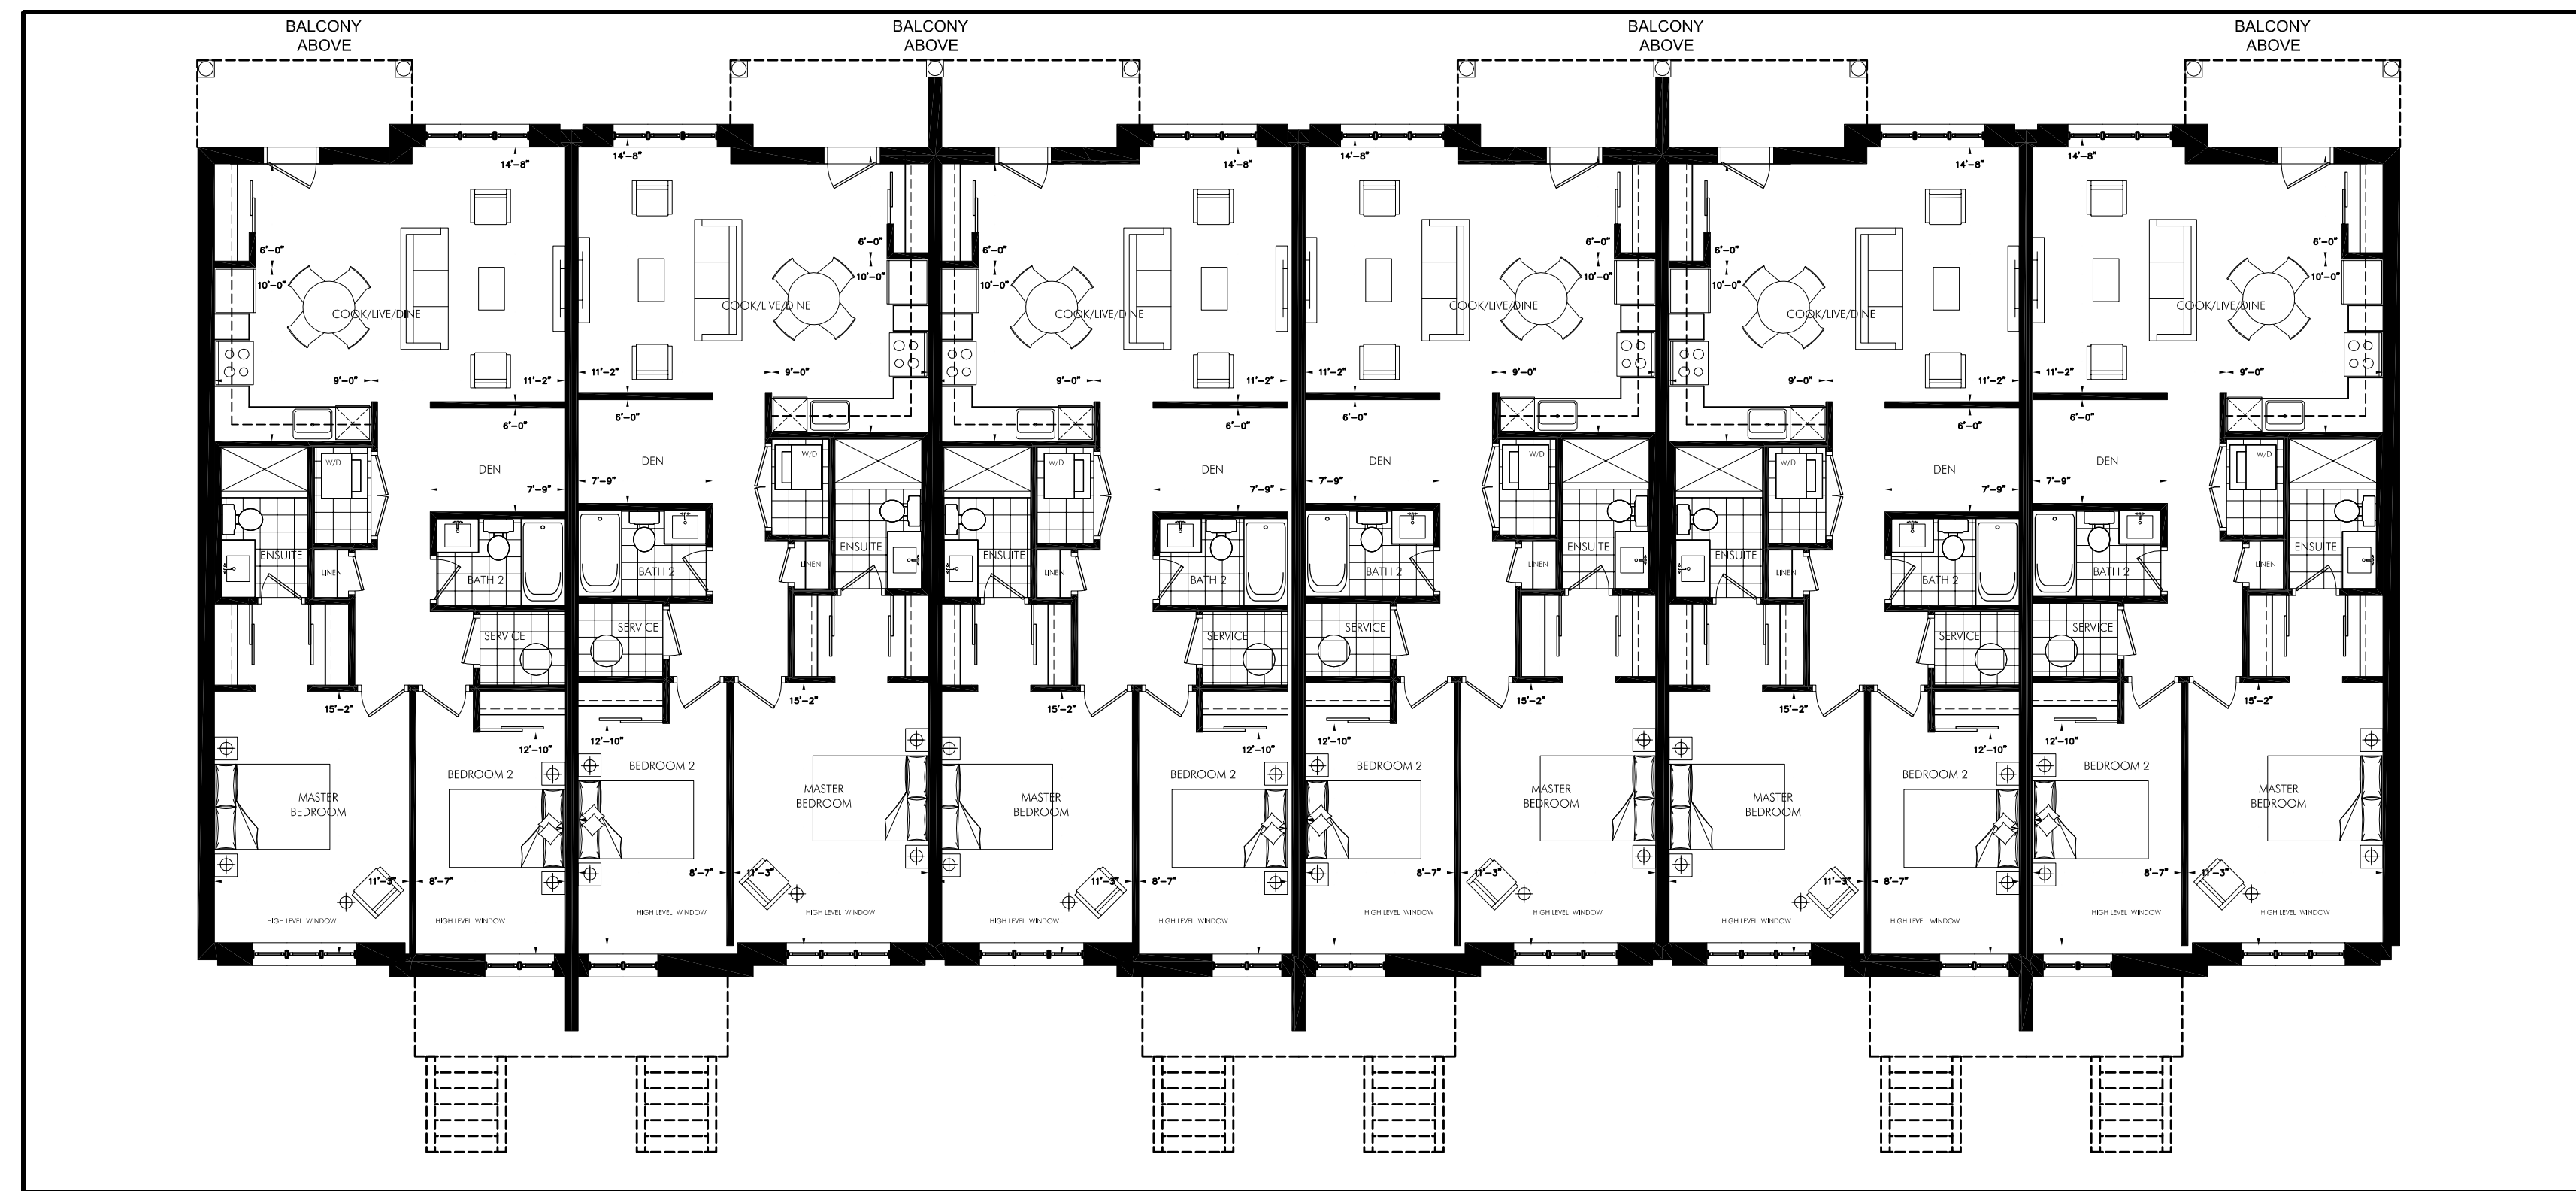 BALCONY
ABOVE
BALCONY
ABOVE
BALCONY
ABOVE
BALCONY
ABOVE
14'-8"
14'-8"
14'-8"
14'-8"
14'-8"
14'-8"
6'-0"
6'-0"
6'-0"
6'-0"
6'-0"
6'-0"
10'-0"
10'-0"
10'-0"
10'-0"
10'-0"
10'-0"
COOK/LIVE/DINE
COOK/LIVE/DINE
COOK/LIVE/DINE
COOK/LIVE/DINE
COOK/LIVE/DINE
COOK/LIVE/DINE
9'-0"
11'-2"
11'-2"
9'-0"
9'-0"
11'-2"
11'-2"
9'-0"
9'-0"
11'-2"
11'-2"
9'-0"
6'-0"
6'-0"
6'-0"
6'-0"
6'-0"
6'-0"
W/D
DEN
DEN
W/D
W/D
DEN
DEN
W/D
W/D
DEN
DEN
W/D
7'-9"
7'-9"
7'-9"
7'-9"
7'-9"
7'-9"
ENSUITE
ENSUITE
ENSUITE
ENSUITE
ENSUITE
ENSUITE
LINEN
BATH 2
BATH 2
LINEN
LINEN
BATH 2
BATH 2
LINEN
LINEN
BATH 2
BATH 2
LINEN
SERVICE
SERVICE
SERVICE
SERVICE
SERVICE
SERVICE
15'-2"
15'-2"
15'-2"
15'-2"
15'-2"
15'-2"
12'-10"
12'-10"
12'-10"
12'-10"
12'-10"
12'-10"
BEDROOM 2
BEDROOM 2
BEDROOM 2
BEDROOM 2
BEDROOM 2
BEDROOM 2
MASTER
BEDROOM
MASTER
BEDROOM
MASTER
BEDROOM
MASTER
BEDROOM
MASTER
BEDROOM
MASTER
BEDROOM
11'-3"
8'-7"
8'-7"
11'-3"
11'-3"
8'-7"
8'-7"
11'-3"
11'-3"
8'-7"
8'-7"
11'-3"
HIGH LEVEL WINDOW
HIGH LEVEL WINDOW
HIGH LEVEL WINDOW
HIGH LEVEL WINDOW
HIGH LEVEL WINDOW
HIGH LEVEL WINDOW
HIGH LEVEL WINDOW
HIGH LEVEL WINDOW
HIGH LEVEL WINDOW
HIGH LEVEL WINDOW
HIGH LEVEL WINDOW
HIGH LEVEL WINDOW